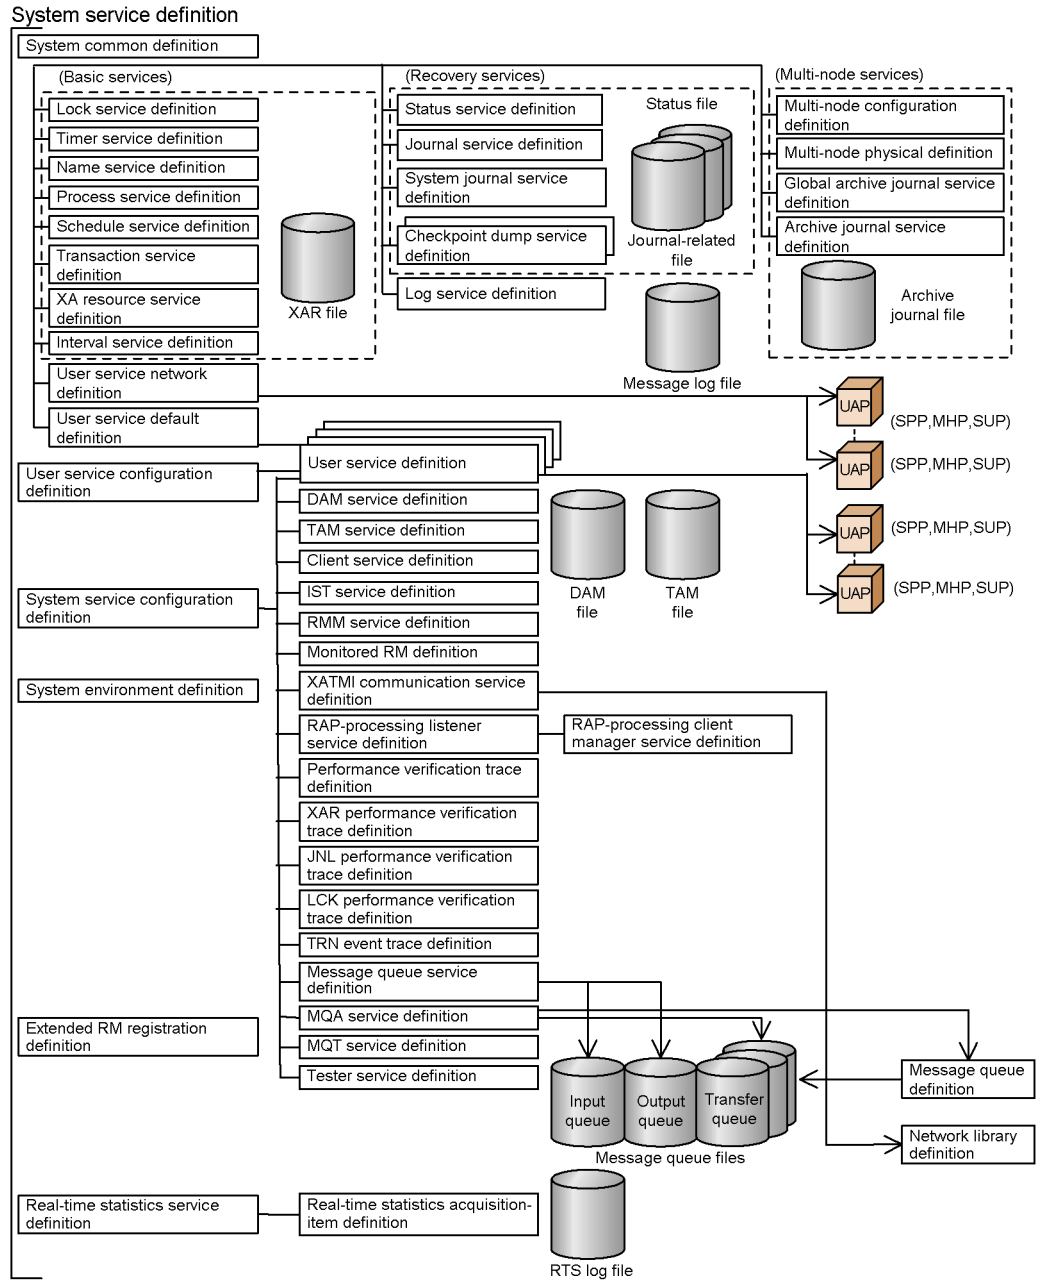 System service definition
System common definition
(Basic services)
Lock service definition
Timer service definition
Name service definition
Process service definition
Schedule service definition
Transaction service
definition
XA resource service
definition
Interval service definition
XAR file
User service network
definition
User service default
definition
(Recovery services)
Status service definition
Journal service definition
System journal service
definition
Checkpoint dump service
definition
Log service definition
Status file
Journal-related
file
Message log file
(Multi-node services)
Multi-node configuration
definition
Multi-node physical definition
Global archive journal service
definition
Archive journal service
definition
Archive
journal file
UAP
(SPP,MHP,SUP)
UAP
(SPP,MHP,SUP)
UAP
(SPP,MHP,SUP)
UAP
(SPP,MHP,SUP)
User service configuration
definition
User service definition
DAM service definition
TAM service definition
Client service definition
IST service definition
RMM service definition
Monitored RM definition
XATMI communication service
definition
RAP-processing listener
service definition
RAP-processing client
manager service definition
Performance verification trace
definition
XAR performance verification
trace definition
JNL performance verification
trace definition
LCK performance verification
trace definition
TRN event trace definition
Message queue service
definition
MQA service definition
MQT service definition
Tester service definition
DAM
file
TAM
file
System service configuration
definition
System environment definition
Extended RM registration
definition
Input
queue
Output
queue
Transfer
queue
Message queue files
Message queue
definition
Network library
definition
Real-time statistics service
definition
Real-time statistics acquisition-
item definition
RTS log file